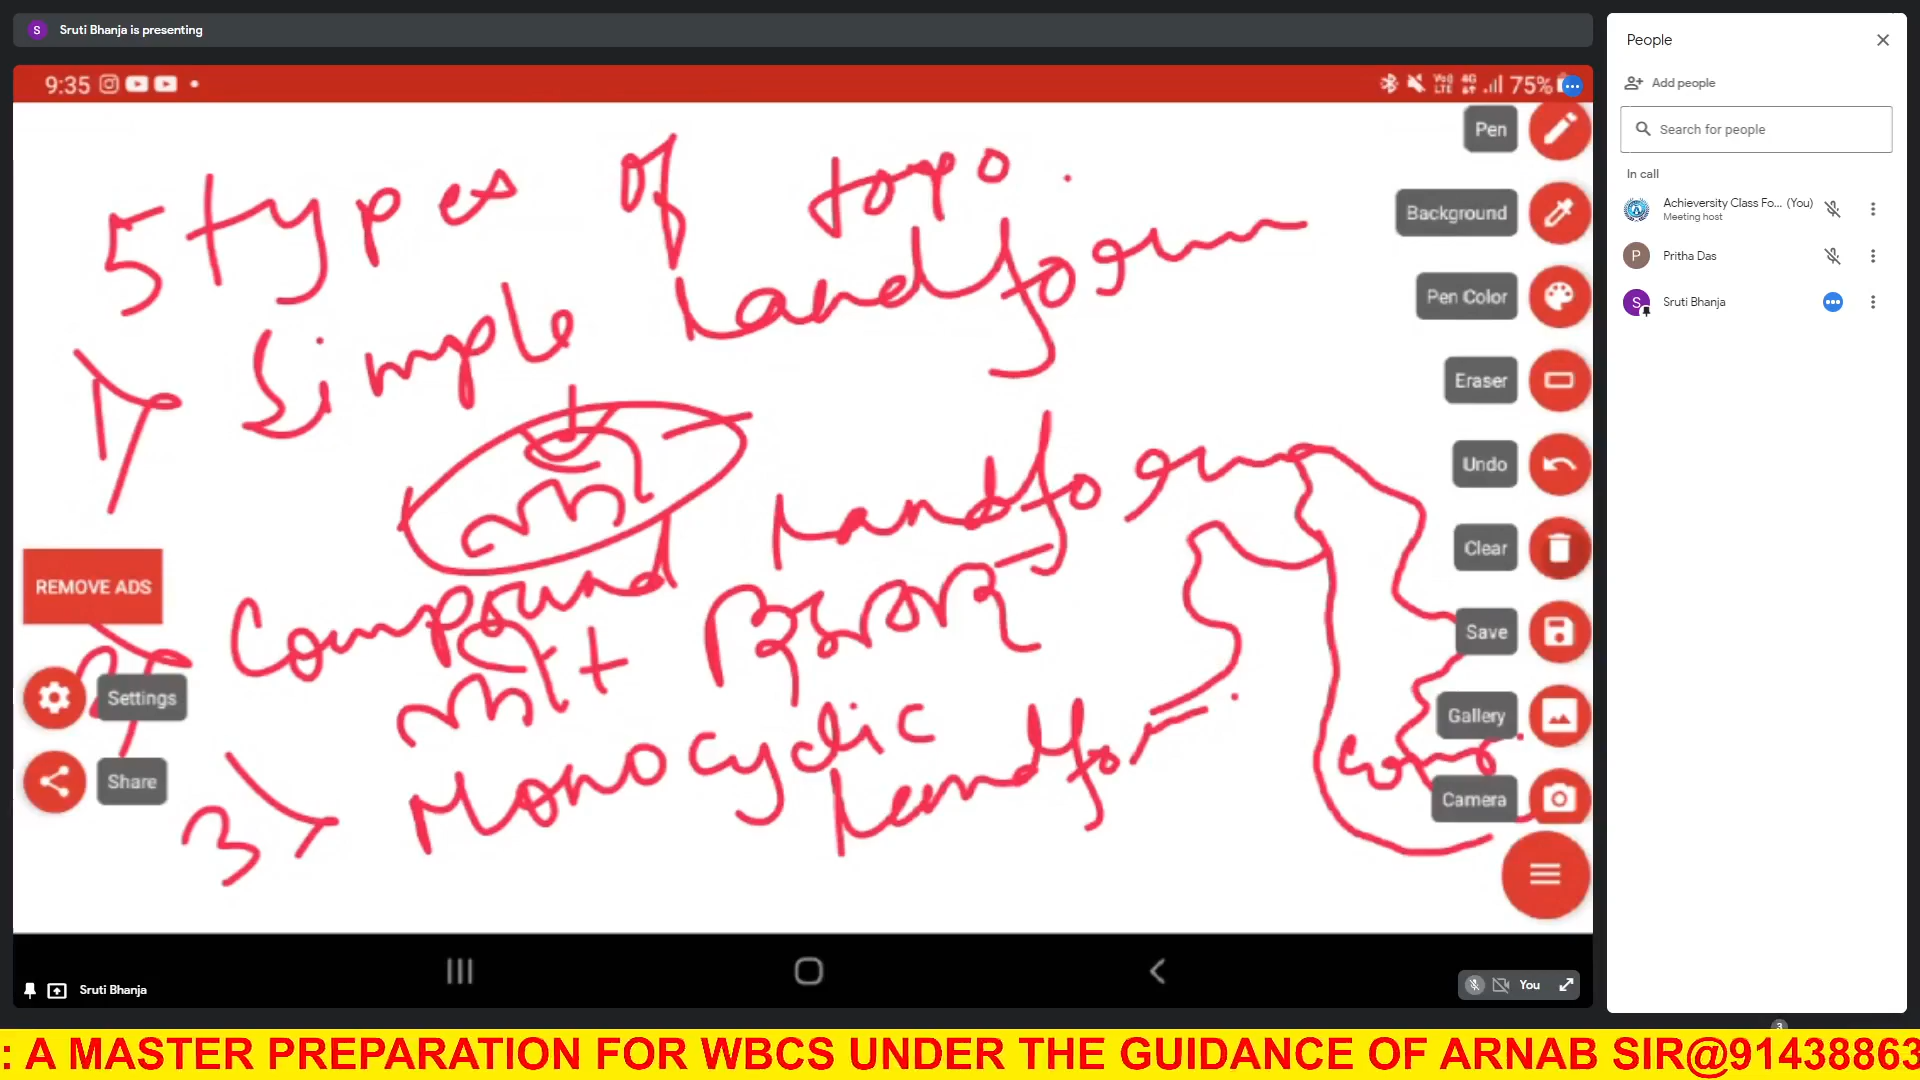 Sruti Bhanja is presenting
9:35
75%
5 types of topo.
1> Simple Landform
Compound Landform
3> Monocyclic Landfo
Pen
Background
Pen Color
Eraser
Undo
Clear
Save
Gallery
Camera
REMOVE ADS
Settings
Share
Sruti Bhanja
You
People
Add people
Search for people
In call
Achieversity Class Fo... (You)
Meeting host
P Pritha Das
S Sruti Bhanja
3
: A MASTER PREPARATION FOR WBCS UNDER THE GUIDANCE OF ARNAB SIR@91438863